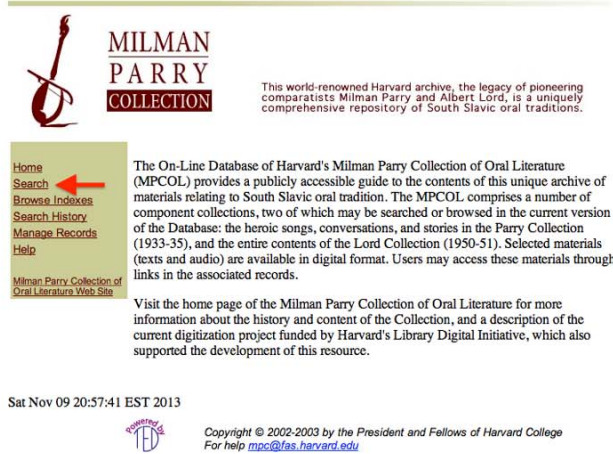 MILMAN
PARRY
COLLECTION
This world-renowned Harvard archive, the legacy of pioneering
comparatists Milman Parry and Albert Lord, is a uniquely
comprehensive repository of South Slavic oral traditions.
Home
Search
Browse Indexes
Search History
Manage Records
Help
Milman Parry Collection of
Oral Literature Web Site
The On-Line Database of Harvard's Milman Parry Collection of Oral Literature
(MPCOL) provides a publicly accessible guide to the contents of this unique archive of
materials relating to South Slavic oral tradition. The MPCOL comprises a number of
component collections, two of which may be searched or browsed in the current version
of the Database: the heroic songs, conversations, and stories in the Parry Collection
(1933-35), and the entire contents of the Lord Collection (1950-51). Selected materials
(texts and audio) are available in digital format. Users may access these materials through
links in the associated records.
Visit the home page of the Milman Parry Collection of Oral Literature for more
information about the history and content of the Collection, and a description of the
current digitization project funded by Harvard's Library Digital Initiative, which also
supported the development of this resource.
Sat Nov 09 20:57:41 EST 2013
Powered by
TED
Copyright © 2002-2003 by the President and Fellows of Harvard College
For help mpc@fas.harvard.edu